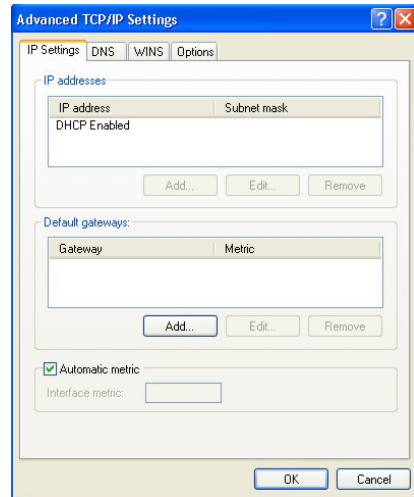 Advanced TCP/IP Settings
IP Settings DNS WINS Options
IP addresses
IP address Subnet mask
DHCP Enabled
Add... Edit... Remove
Default gateways:
Gateway Metric
Add... Edit... Remove
Automatic metric
Interface metric:
OK Cancel